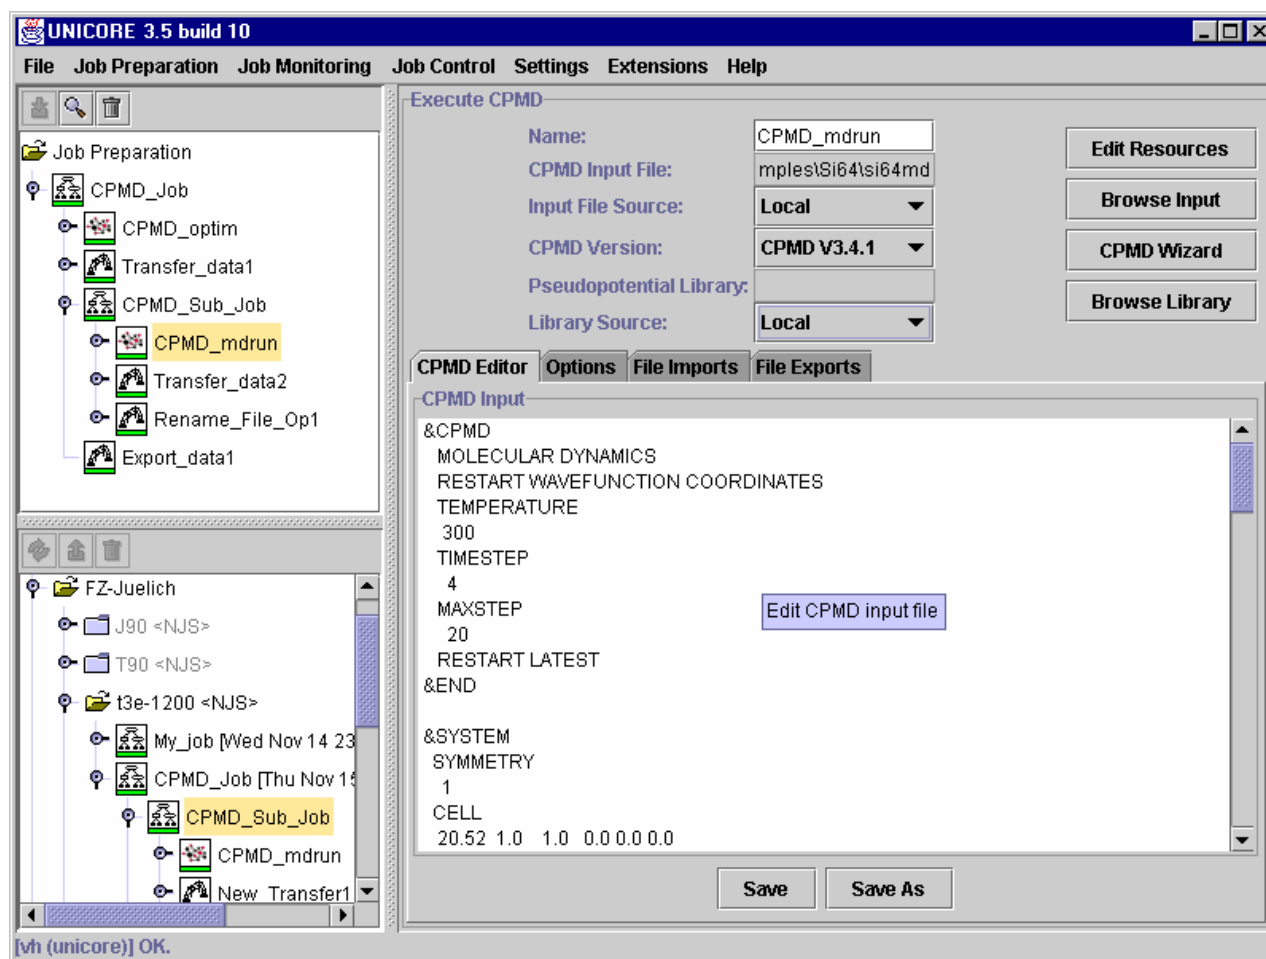 UNICORE 3.5 build 10
File Job Preparation Job Monitoring Job Control Settings Extensions Help
Job Preparation
CPMD_Job
CPMD_optim
Transfer_data1
CPMD_Sub_Job
CPMD_mdrun
Transfer_data2
Rename_File_Op1
Export_data1
FZ-Juelich
J90 <NJS>
T90 <NJS>
t3e-1200 <NJS>
My_job [Wed Nov 14 23
CPMD_Job [Thu Nov 15
CPMD_Sub_Job
CPMD_mdrun
New_Transfer1
Execute CPMD
Name: CPMD_mdrun
CPMD Input File: mples\Si64\si64md
Input File Source: Local
CPMD Version: CPMD V3.4.1
Pseudopotential Library:
Library Source: Local
Edit Resources
Browse Input
CPMD Wizard
Browse Library
CPMD Editor Options File Imports File Exports
CPMD Input
&CPMD
MOLECULAR DYNAMICS
RESTART WAVEFUNCTION COORDINATES
TEMPERATURE
300
TIMESTEP
4
MAXSTEP
20
RESTART LATEST
&END
&SYSTEM
SYMMETRY
1
CELL
20.52 1.0 1.0 0.0 0.0 0.0
Edit CPMD input file
Save Save As
[vh (unicore)] OK.